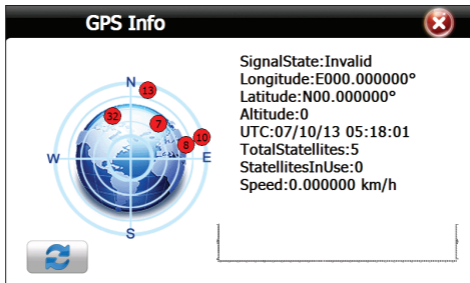 GPS Info
N
13
32
7
10
8
W
E
S
SignalState:Invalid
Longitude:E000.000000°
Latitude:N00.000000°
Altitude:0
UTC:07/10/13 05:18:01
TotalStatellites:5
StatellitesInUse:0
Speed:0.000000 km/h